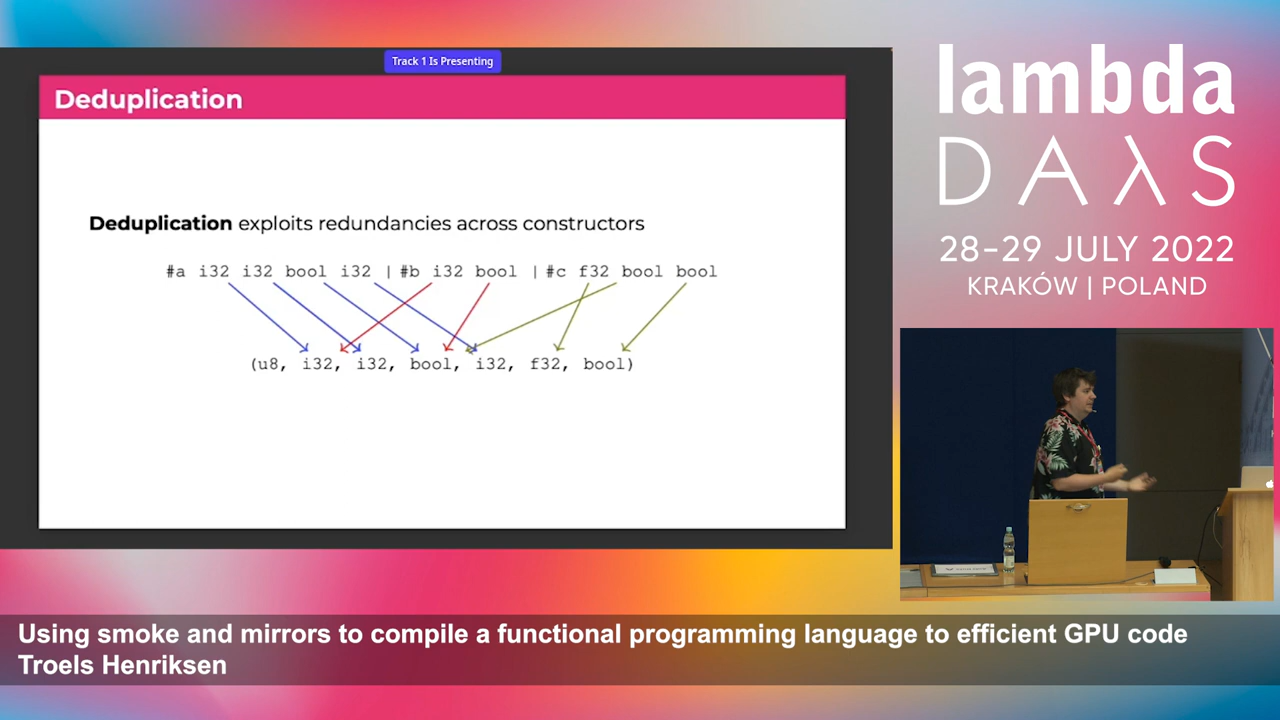 Track 1 Is Presenting
Deduplication
Deduplication exploits redundancies across constructors
#a i32 i32 bool i32 | #b i32 bool | #c f32 bool bool
(u8, i32, i32, bool, i32, f32, bool)
lambda
DAλS
28–29 JULY 2022
KRAKÓW | POLAND
Using smoke and mirrors to compile a functional programming language to efficient GPU code
Troels Henriksen